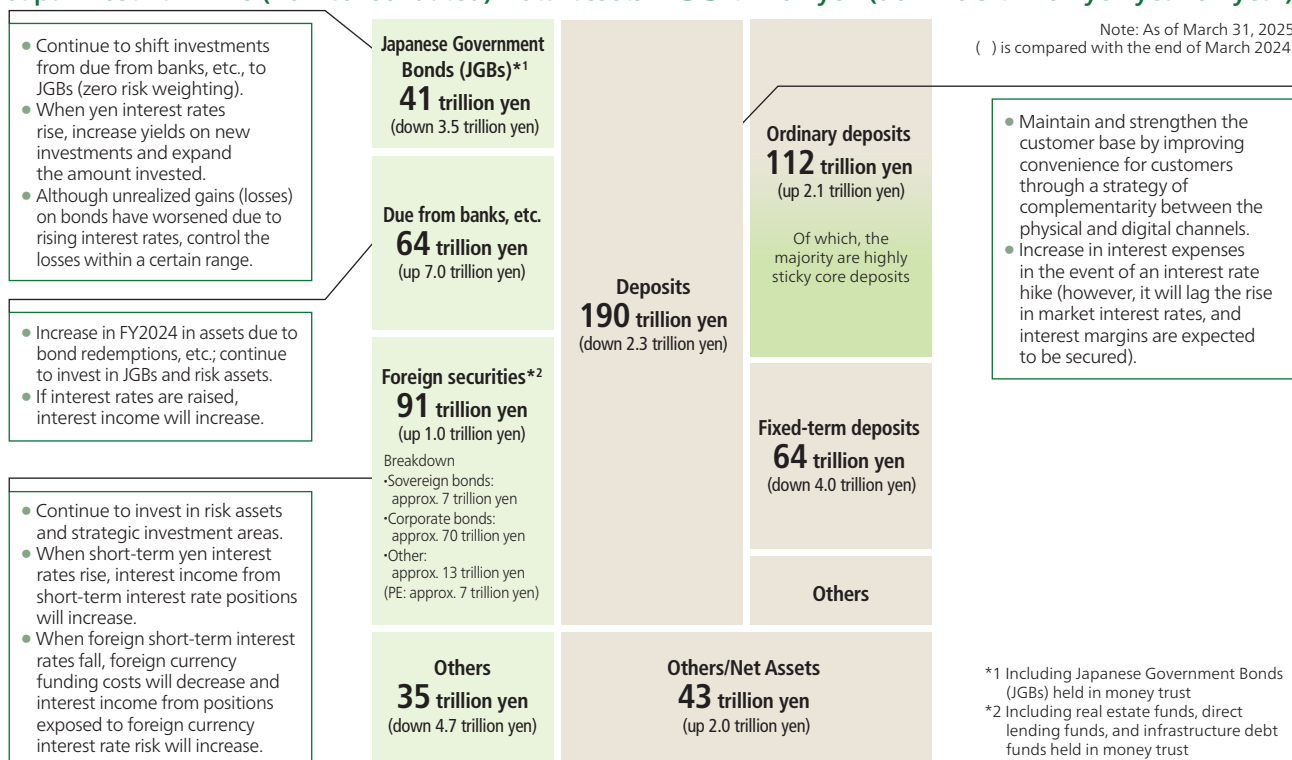 Note: As of March 31, 2025
( ) is compared with the end of March 2024
● Continue to shift investments
from due from banks, etc., to
JGBs (zero risk weighting).
● When yen interest rates
rise, increase yields on new
investments and expand
the amount invested.
● Although unrealized gains (losses)
on bonds have worsened due to
rising interest rates, control the
losses within a certain range.
● Increase in FY2024 in assets due to
bond redemptions, etc.; continue
to invest in JGBs and risk assets.
● If interest rates are raised,
interest income will increase.
● Continue to invest in risk assets
and strategic investment areas.
● When short-term yen interest
rates rise, interest income from
short-term interest rate positions
will increase.
● When foreign short-term interest
rates fall, foreign currency
funding costs will decrease and
interest income from positions
exposed to foreign currency
interest rate risk will increase.
Japanese Government
Bonds (JGBs)*1
41 trillion yen
(down 3.5 trillion yen)
Due from banks, etc.
64 trillion yen
(up 7.0 trillion yen)
Foreign securities*2
91 trillion yen
(up 1.0 trillion yen)
Breakdown
・Sovereign bonds:
approx. 7 trillion yen
・Corporate bonds:
approx. 70 trillion yen
・Other:
approx. 13 trillion yen
(PE: approx. 7 trillion yen)
Others
35 trillion yen
(down 4.7 trillion yen)
Deposits
190 trillion yen
(down 2.3 trillion yen)
Ordinary deposits
112 trillion yen
(up 2.1 trillion yen)
Of which, the
majority are highly
sticky core deposits
Fixed-term deposits
64 trillion yen
(down 4.0 trillion yen)
Others
Others/Net Assets
43 trillion yen
(up 2.0 trillion yen)
● Maintain and strengthen the
customer base by improving
convenience for customers
through a strategy of
complementarity between the
physical and digital channels.
● Increase in interest expenses
in the event of an interest rate
hike (however, it will lag the rise
in market interest rates, and
interest margins are expected
to be secured).
*1 Including Japanese Government Bonds
(JGBs) held in money trust
*2 Including real estate funds, direct
lending funds, and infrastructure debt
funds held in money trust